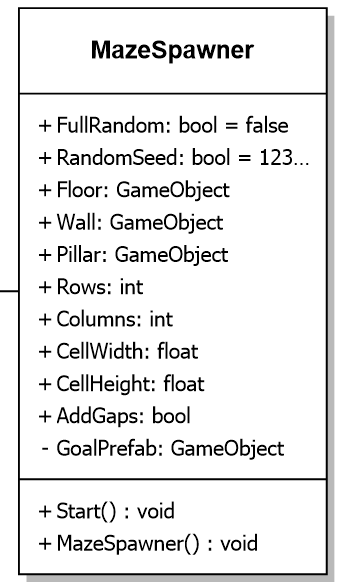 MazeSpawner
+ FullRandom: bool = false
+ RandomSeed: bool = 123...
+ Floor: GameObject
+ Wall: GameObject
+ Pillar: GameObject
+ Rows: int
+ Columns: int
+ CellWidth: float
+ CellHeight: float
+ AddGaps: bool
- GoalPrefab: GameObject
+ Start() : void
+ MazeSpawner() : void